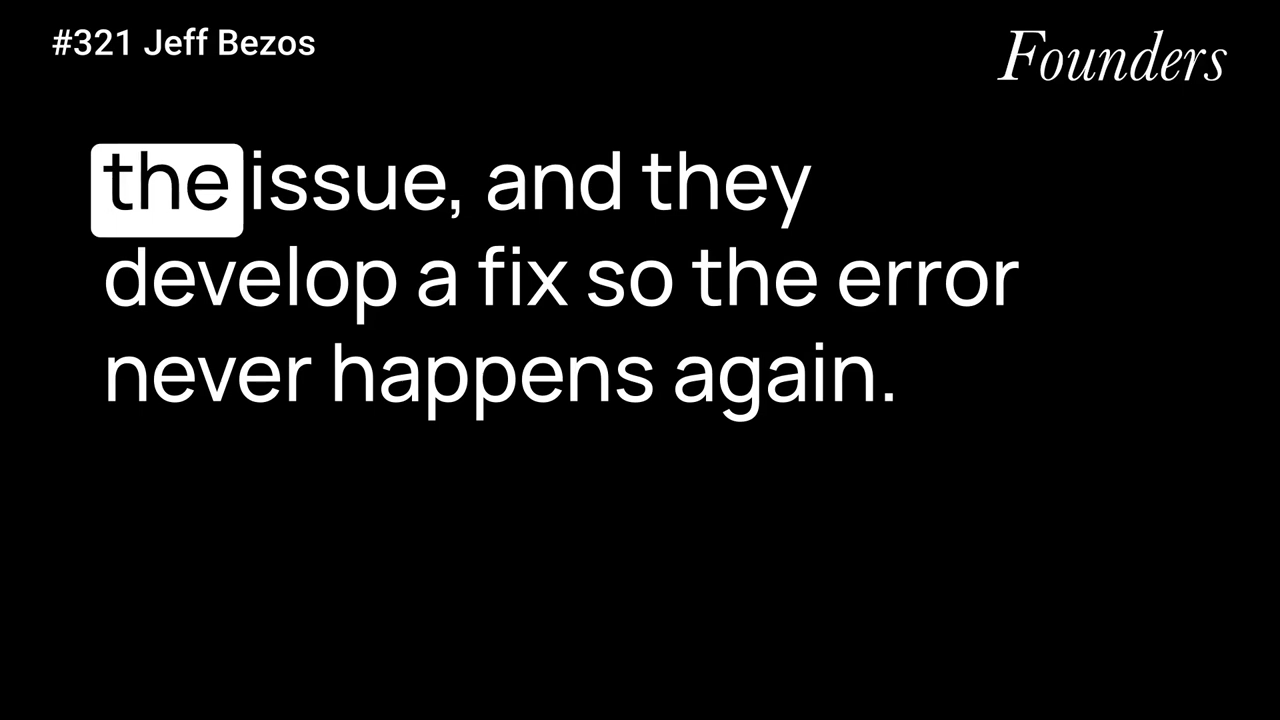 #321 Jeff Bezos
Founders
the issue, and they
develop a fix so the error
never happens again.